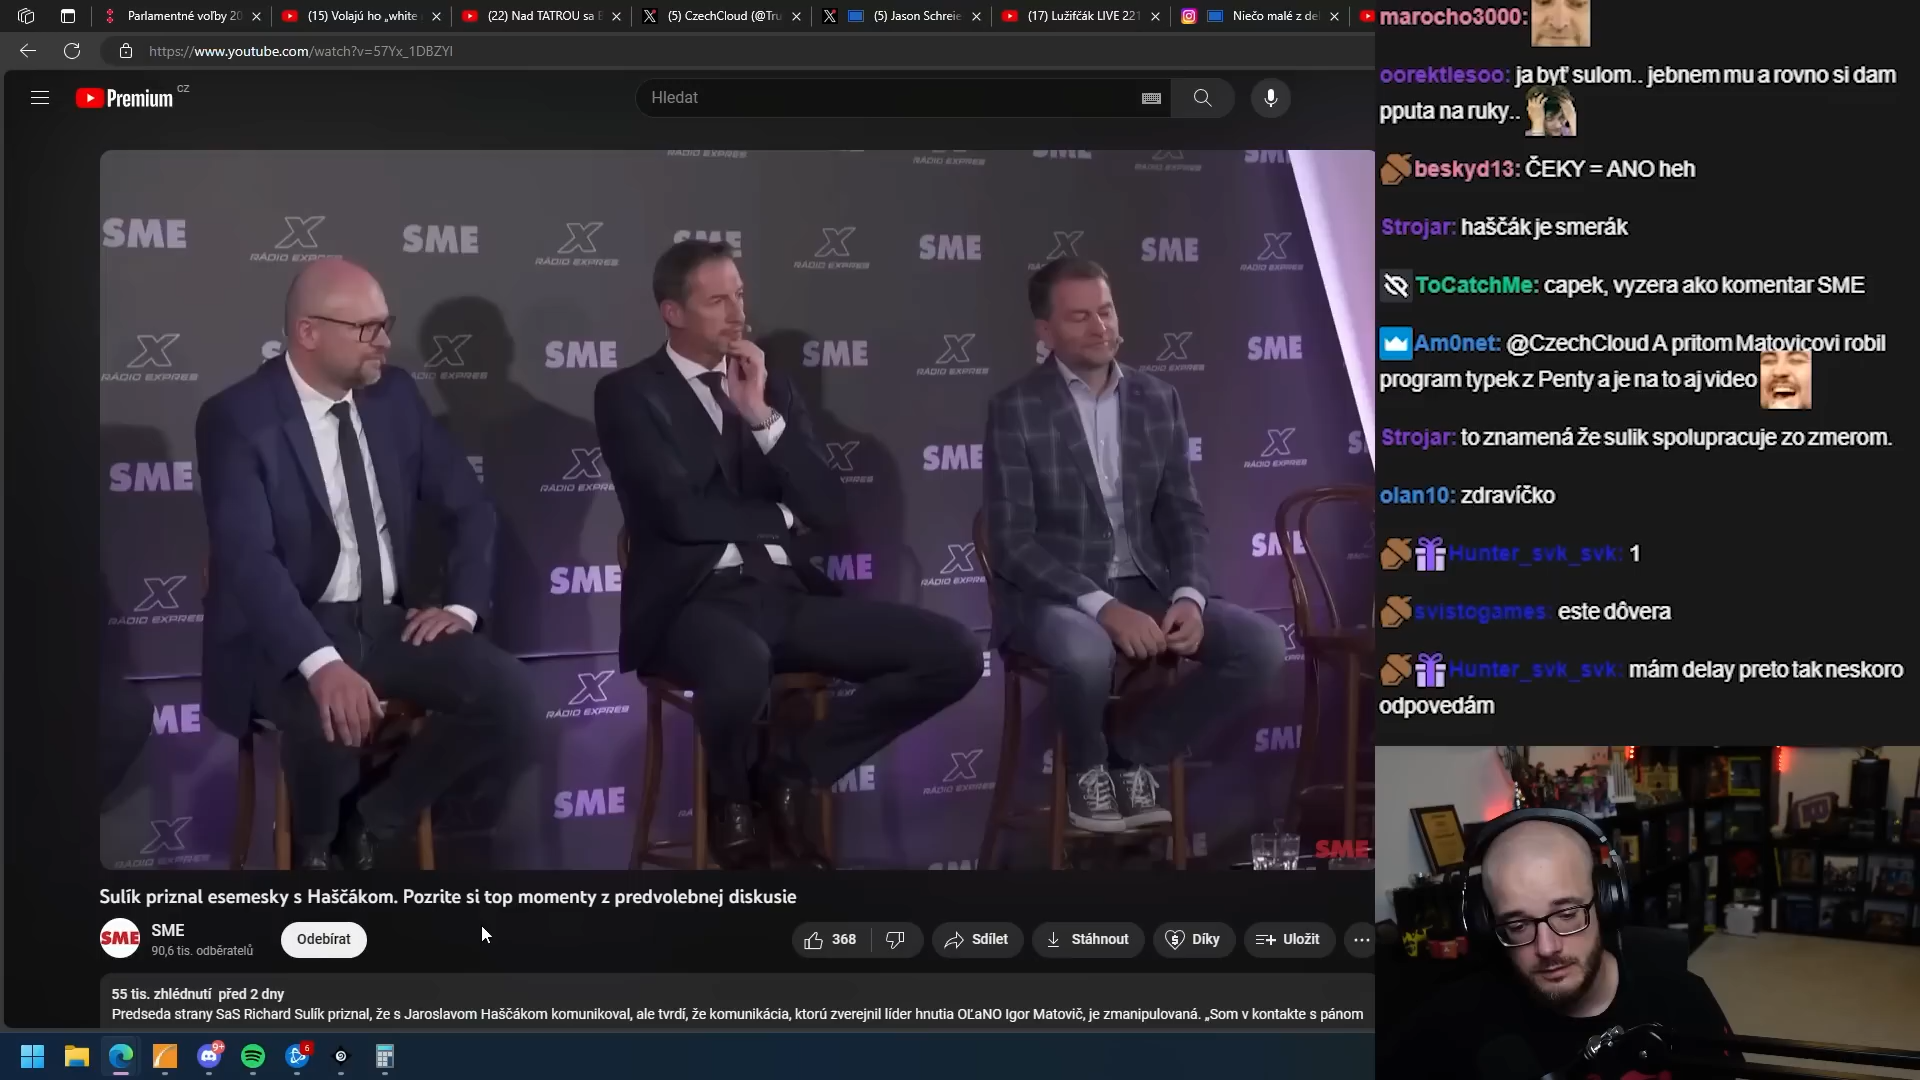 Parlamentné voľby 20
(15) Volajú ho „white
(22) Nad TATROU sa
(5) CzechCloud (@Tru
(5) Jason Schreie
(17) Lužifčák LIVE 221
Niečo malé z de
https://www.youtube.com/watch?v=57Yx_1DBZYI
Premium CZ
Hledat
SME
RÁDIO EXPRES
Sulík priznal esemesky s Haščákom. Pozrite si top momenty z predvolebnej diskusie
SME
90,6 tis. odběratelů
Odebírat
368
Sdílet
Stáhnout
Díky
Uložit
55 tis. zhlédnutí před 2 dny
Predseda strany SaS Richard Sulík priznal, že s Jaroslavom Haščákom komunikoval, ale tvrdí, že komunikácia, ktorú zverejnil líder hnutia OĽaNO Igor Matovič, je zmanipulovaná. „Som v kontakte s pánom
marocho3000:
oorektlesoo: ja byť sulom.. jebnem mu a rovno si dam
pputa na ruky..
beskyd13: ČEKY = ANO heh
Strojar: haščák je smerák
ToCatchMe: capek, vyzera ako komentar SME
Am0net: @CzechCloud A pritom Matovicovi robil
program typek z Penty a je na to aj video
Strojar: to znamená že sulik spolupracuje zo zmerom.
olan10: zdravíčko
Hunter_svk_svk: 1
svistogames: este dôvera
Hunter_svk_svk: mám delay preto tak neskoro
odpovedám
9+
6